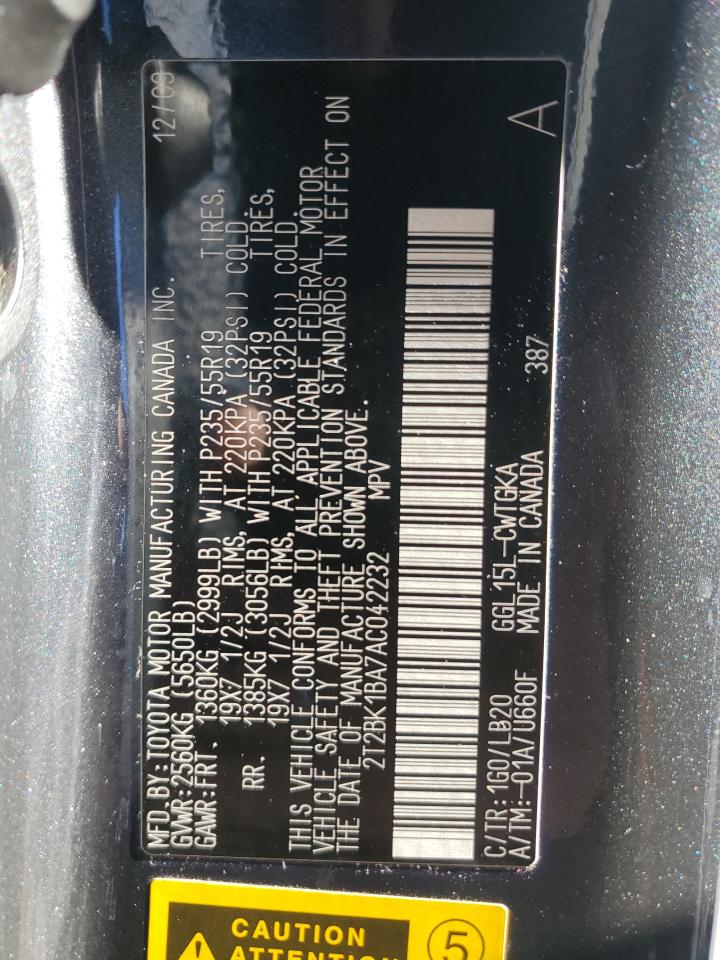 MFD.BY:TOYOTA MOTOR MANUFACTURING CANADA INC. 12/09
GVWR:2560KG (5650LB)
GAWR:FRT. 1360KG (2999LB) WITH P235/55R19 TIRES,
19X7 1/2J RIMS, AT 220KPA (32PSI) COLD.
RR. 1385KG (3056LB) WITH P235/55R19 TIRES,
19X7 1/2J RIMS, AT 220KPA (32PSI) COLD.
THIS VEHICLE CONFORMS TO ALL APPLICABLE FEDERAL MOTOR
VEHICLE SAFETY AND THEFT PREVENTION STANDARDS IN EFFECT ON
THE DATE OF MANUFACTURE SHOWN ABOVE.
2T2BK1BA7AC042232 MPV
C/TR:1G0/LB20 GGL15L-CWTGKA A
A/TM:-01A/U660F MADE IN CANADA 387
CAUTION
ATTENTION
5